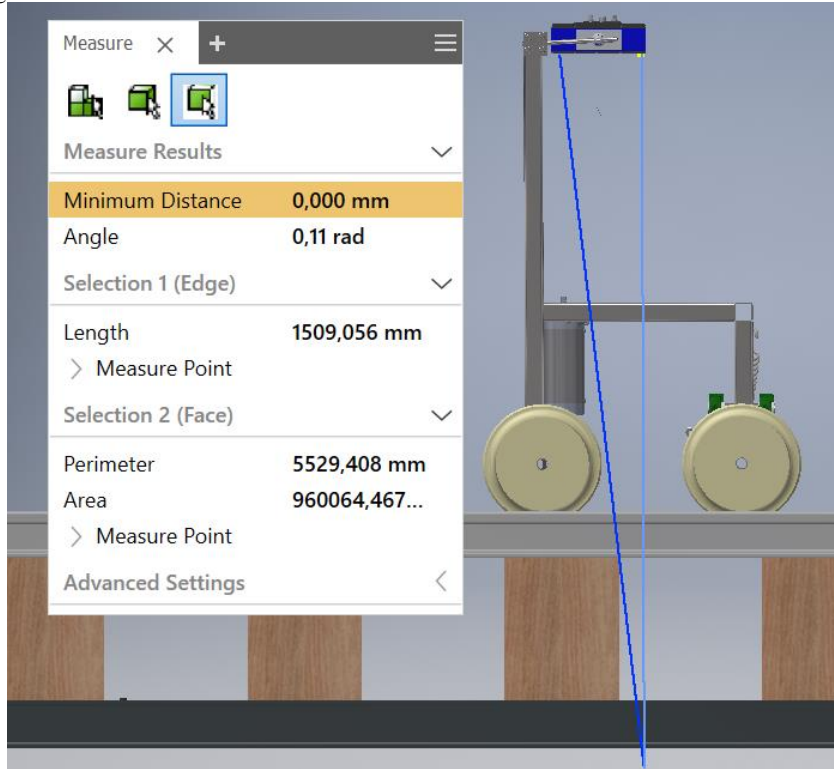 Measure
Measure Results
Minimum Distance 0,000 mm
Angle 0,11 rad
Selection 1 (Edge)
Length 1509,056 mm
Measure Point
Selection 2 (Face)
Perimeter 5529,408 mm
Area 960064,467...
Measure Point
Advanced Settings